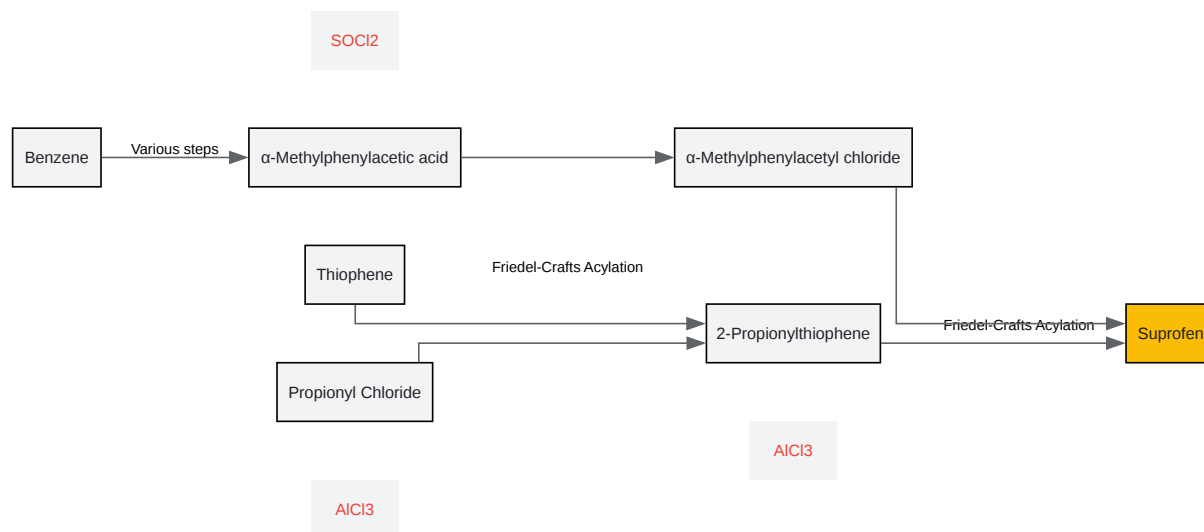 SOCl2
Benzene
Various steps
α-Methylphenylacetic acid
α-Methylphenylacetyl chloride
Thiophene
Friedel-Crafts Acylation
2-Propionylthiophene
Friedel-Crafts Acylation
Suprofen
Propionyl Chloride
AlCl3
AlCl3